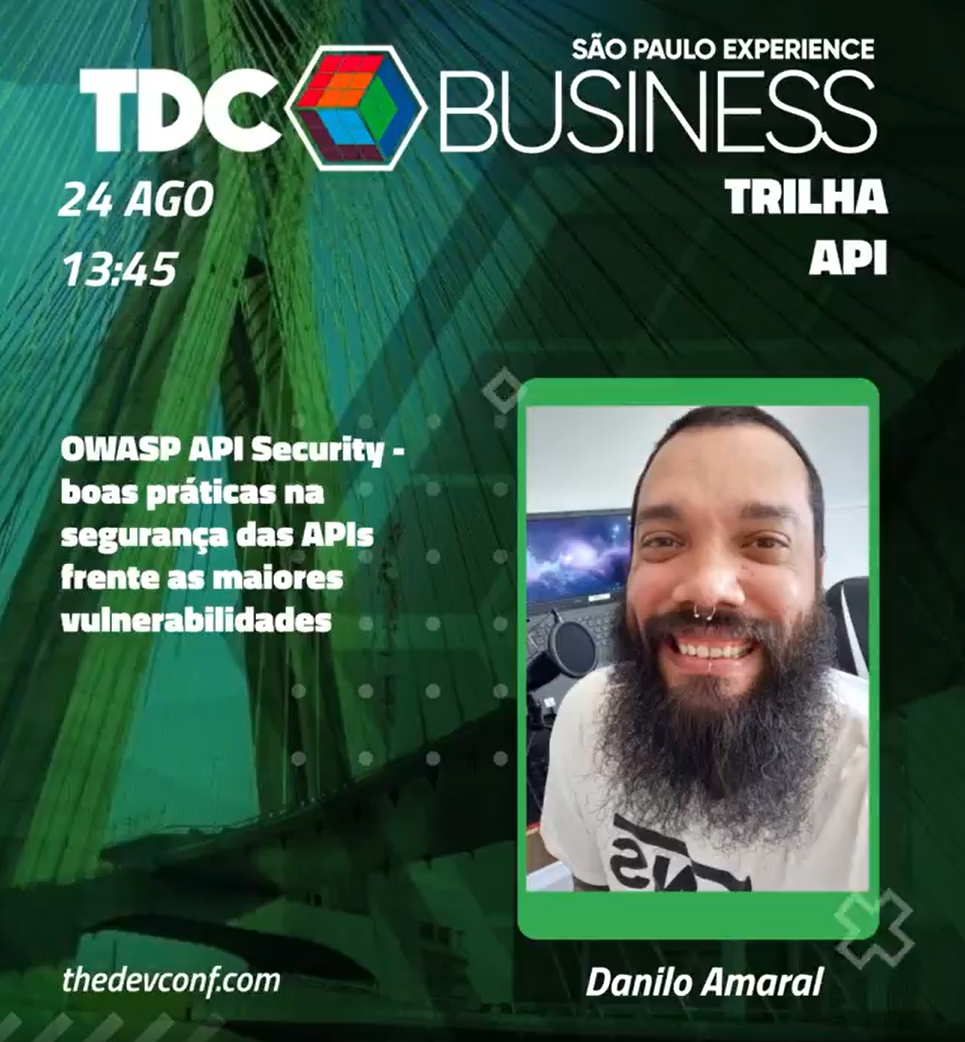 SÃO PAULO EXPERIENCE
TDC BUSINESS
24 AGO
13:45
TRILHA
API
OWASP API Security -
boas práticas na
segurança das APIs
frente as maiores
vulnerabilidades
thedevconf.com
Danilo Amaral